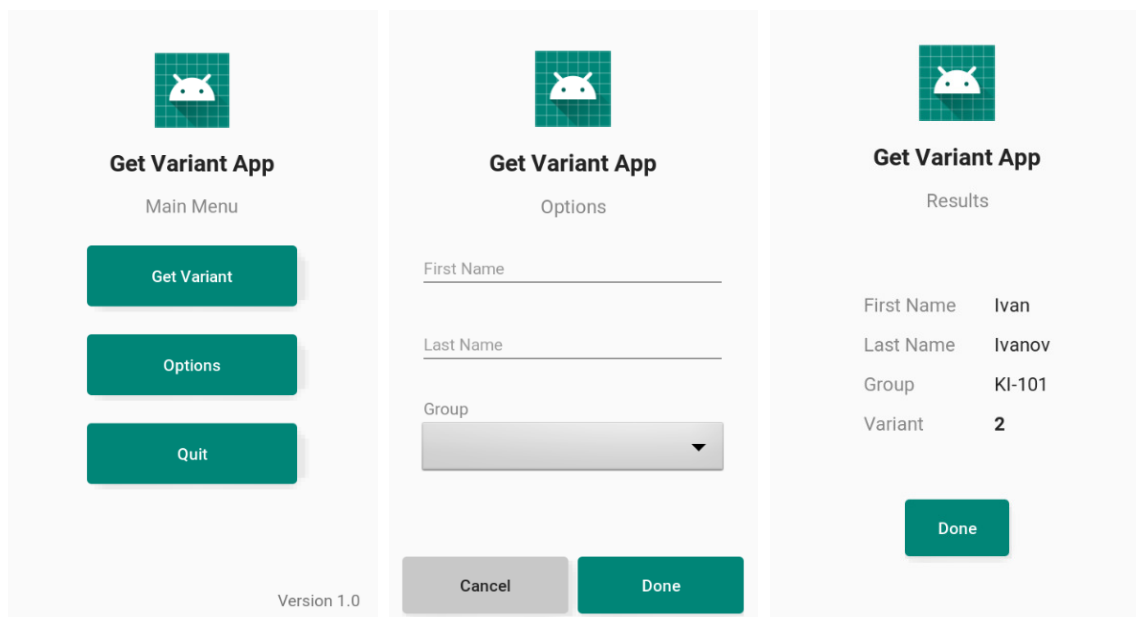 Get Variant App
Main Menu
Get Variant
Options
Quit
Version 1.0
Get Variant App
Options
First Name
Last Name
Group
Cancel Done
Get Variant App
Results
First Name Ivan
Last Name Ivanov
Group KI-101
Variant 2
Done